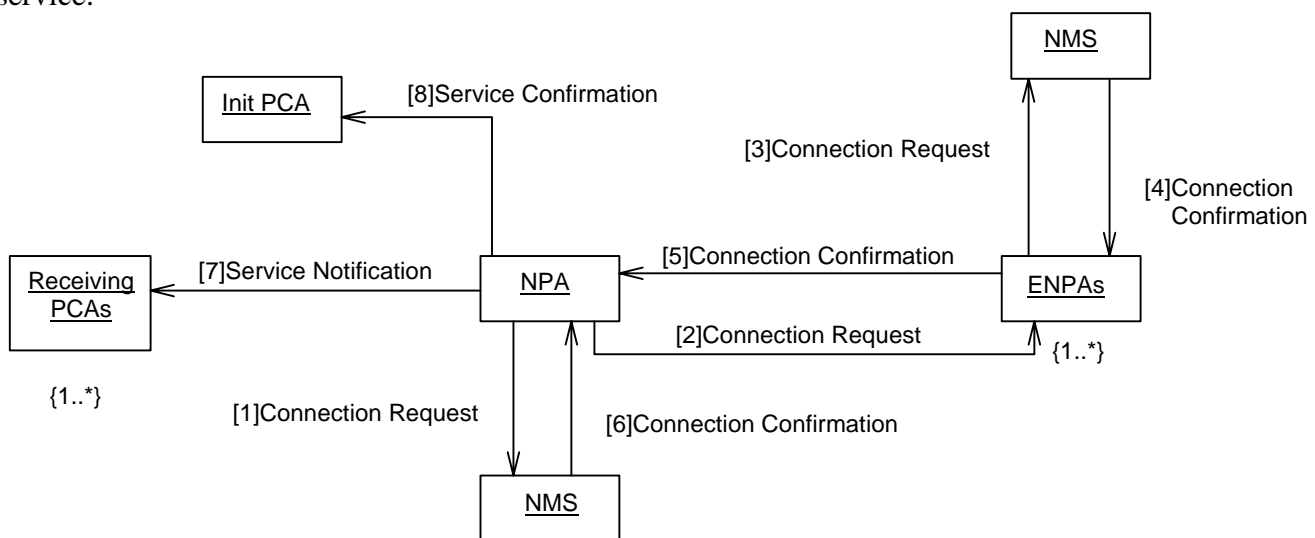 service.
NMS
Init PCA
[8]Service Confirmation
[3]Connection Request
[4]Connection
Confirmation
[5]Connection Confirmation
[7]Service Notification
Receiving
PCAs
NPA
ENPAs
[2]Connection Request
{1..*}
{1..*}
[1]Connection Request
[6]Connection Confirmation
NMS